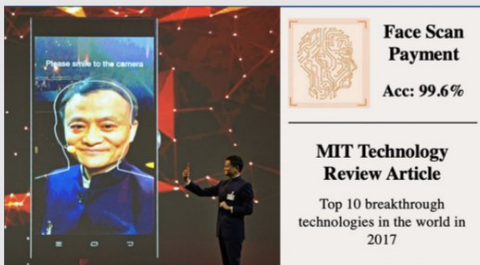 Please smile to the camera
Face Scan
Payment
Acc: 99.6%
MIT Technology
Review Article
Top 10 breakthrough
technologies in the world in
2017